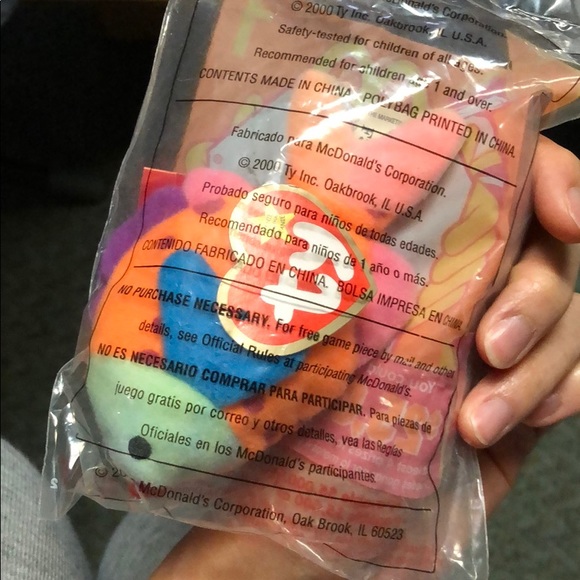 Donald's Corporation
© 2000 Ty Inc. Oakbrook, IL U.S.A.
Safety-tested for children of all ages.
Recommended for children age 1 and over
CONTENTS MADE IN CHINA. POLYBAG PRINTED IN CHINA.
Fabricado para McDonald's Corporation.
© 2000 Ty Inc. Oakbrook, IL U.S.A.
Probado seguro para niños de todas edades.
Recomendado para niños de 1 año o más.
CONTENIDO FABRICADO EN CHINA. BOLSA IMPRESA EN CHINA.
ty
NO PURCHASE NECESSARY. For free game piece by mail and other
details, see Official Rules at participating McDonald's.
NO ES NECESARIO COMPRAR PARA PARTICIPAR. Para piezas de
juego gratis por correo y otros detalles, vea las Reglas
Oficiales en los McDonald's participantes.
McDonald's Corporation, Oak Brook, IL 60523
2